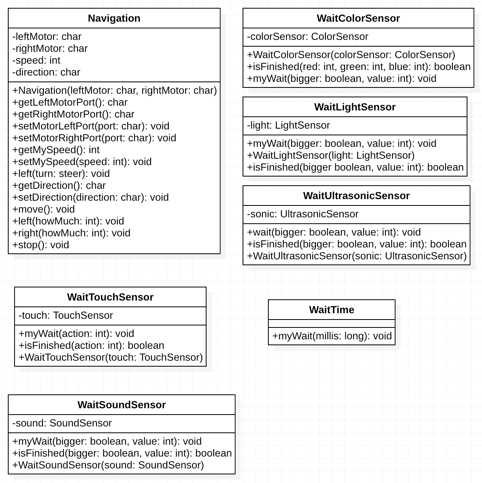 Navigation
-leftMotor: char
-rightMotor: char
-speed: int
-direction: char
+Navigation(leftMotor: char, rightMotor: char)
+getLeftMotorPort(): char
+getRightMotorPort(): char
+setMotorLeftPort(port: char): void
+setMotorRightPort(port: char): void
+getMySpeed(): int
+setMySpeed(speed: int): void
+left(turn: steer): void
+getDirection(): char
+setDirection(direction: char): void
+move(): void
+left(howMuch: int): void
+right(howMuch: int): void
+stop(): void
WaitColorSensor
-colorSensor: ColorSensor
+WaitColorSensor(colorSensor: ColorSensor)
+isFinished(red: int, green: int, blue: int): boolean
+myWait(bigger: boolean, value: int): void
WaitLightSensor
-light: LightSensor
+myWait(bigger: boolean, value: int): void
+WaitLightSensor(light: LightSensor)
+isFinished(bigger boolean, value: int): boolean
WaitUltrasonicSensor
-sonic: UltrasonicSensor
+wait(bigger: boolean, value: int): void
+isFinished(bigger: boolean, value: int): boolean
+WaitUltrasonicSensor(sonic: UltrasonicSensor)
WaitTouchSensor
-touch: TouchSensor
+myWait(action: int): void
+isFinished(action: int): boolean
+WaitTouchSensor(touch: TouchSensor)
WaitTime
+myWait(millis: long): void
WaitSoundSensor
-sound: SoundSensor
+myWait(bigger: boolean, value: int): void
+isFinished(bigger: boolean, value: int): boolean
+WaitSoundSensor(sound: SoundSensor)